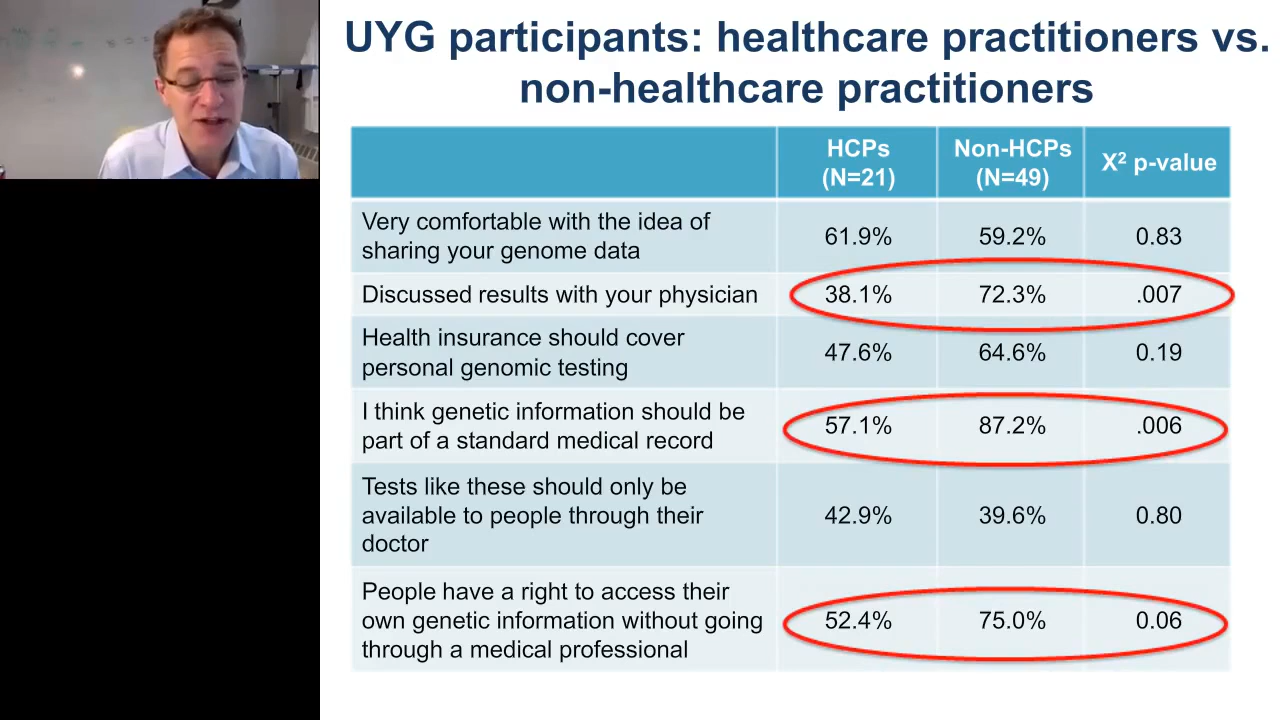 UYG participants: healthcare practitioners vs.
non-healthcare practitioners
HCPs
(N=21)
Non-HCPs
(N=49)
X² p-value
Very comfortable with the idea of
sharing your genome data
61.9%
59.2%
0.83
Discussed results with your physician
38.1%
72.3%
.007
Health insurance should cover
personal genomic testing
47.6%
64.6%
0.19
I think genetic information should be
part of a standard medical record
57.1%
87.2%
.006
Tests like these should only be
available to people through their
doctor
42.9%
39.6%
0.80
People have a right to access their
own genetic information without going
through a medical professional
52.4%
75.0%
0.06